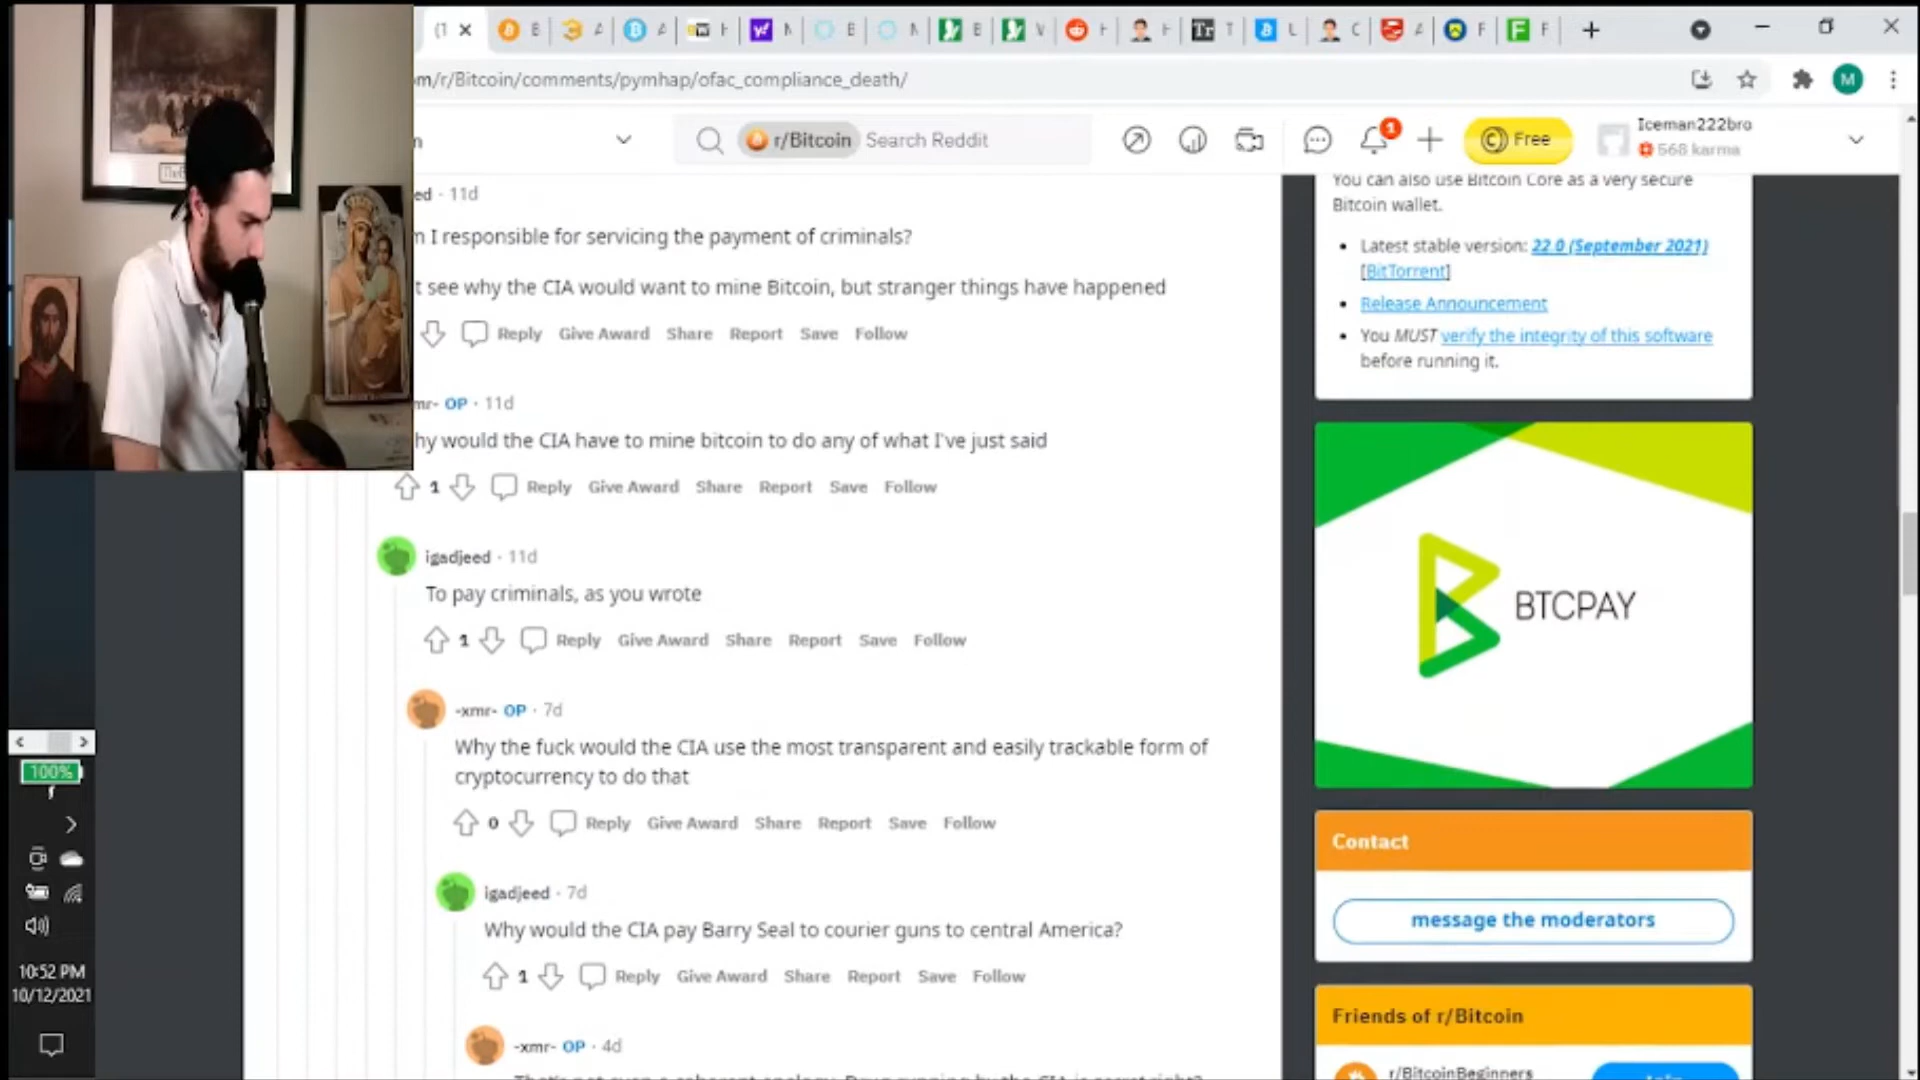 m/r/Bitcoin/comments/pymhap/ofac_compliance_death/
r/Bitcoin Search Reddit
1
Free
Iceman222bro
568 karma
ed · 11d
I responsible for servicing the payment of criminals?
t see why the CIA would want to mine Bitcoin, but stranger things have happened
Reply Give Award Share Report Save Follow
mr- OP · 11d
hy would the CIA have to mine bitcoin to do any of what I've just said
1 Reply Give Award Share Report Save Follow
igadjeed · 11d
To pay criminals, as you wrote
1 Reply Give Award Share Report Save Follow
-xmr- OP · 7d
Why the fuck would the CIA use the most transparent and easily trackable form of
cryptocurrency to do that
0 Reply Give Award Share Report Save Follow
igadjeed · 7d
Why would the CIA pay Barry Seal to courier guns to central America?
1 Reply Give Award Share Report Save Follow
-xmr- OP · 4d
You can also use Bitcoin Core as a very secure
Bitcoin wallet.
Latest stable version: 22.0 (September 2021)
[BitTorrent]
Release Announcement
You MUST verify the integrity of this software
before running it.
BTCPAY
Contact
message the moderators
Friends of r/Bitcoin
r/BitcoinBeginners
100%
10:52 PM
10/12/2021